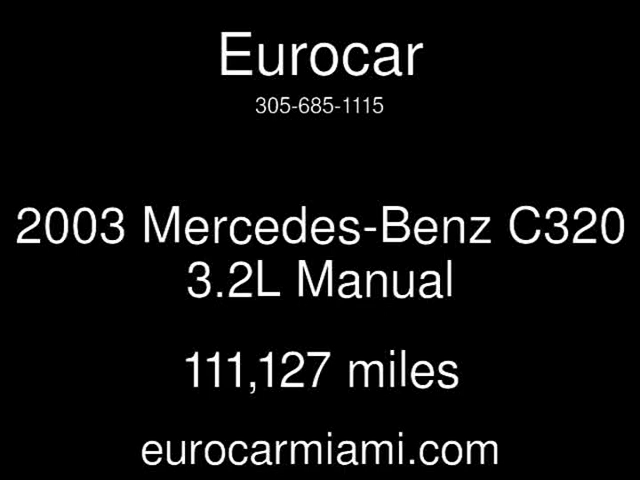 Eurocar
305-685-1115
2003 Mercedes-Benz C320
3.2L Manual
111,127 miles
eurocarmiami.com